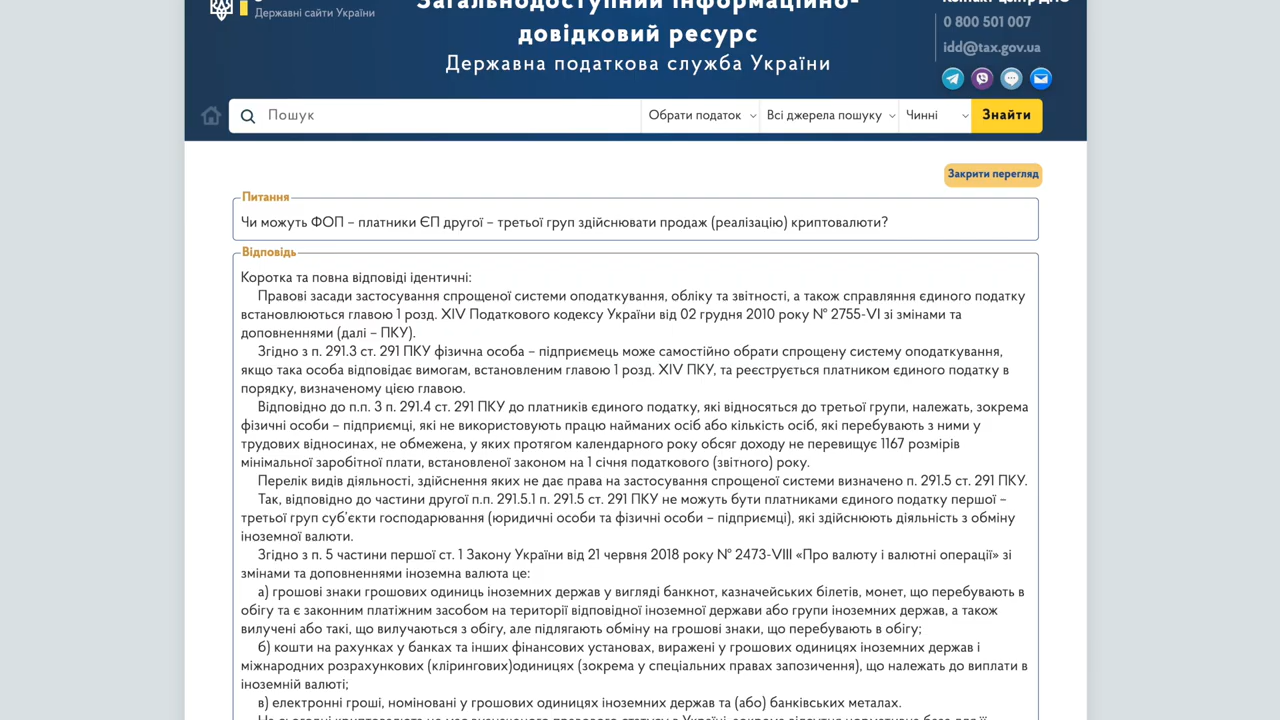 Державні сайти України
Загальнодоступний інформаційно-
довідковий ресурс
Державна податкова служба України
0 800 501 007
idd@tax.gov.ua
Пошук
Обрати податок
Всі джерела пошуку
Чинні
Знайти
Закрити перегляд
Питання
Чи можуть ФОП – платники ЄП другої – третьої груп здійснювати продаж (реалізацію) криптовалюти?
Відповідь
Коротка та повна відповіді ідентичні:
Правові засади застосування спрощеної системи оподаткування, обліку та звітності, а також справляння єдиного податку
встановлюються главою 1 розд. XIV Податкового кодексу України від 02 грудня 2010 року № 2755-VI зі змінами та
доповненнями (далі – ПКУ).
Згідно з п. 291.3 ст. 291 ПКУ фізична особа – підприємець може самостійно обрати спрощену систему оподаткування,
якщо така особа відповідає вимогам, встановленим главою 1 розд. XIV ПКУ, та реєструється платником єдиного податку в
порядку, визначеному цією главою.
Відповідно до п.п. 3 п. 291.4 ст. 291 ПКУ до платників єдиного податку, які відносяться до третьої групи, належать, зокрема
фізичні особи – підприємці, які не використовують працю найманих осіб або кількість осіб, які перебувають з ними у
трудових відносинах, не обмежена, у яких протягом календарного року обсяг доходу не перевищує 1167 розмірів
мінімальної заробітної плати, встановленої законом на 1 січня податкового (звітного) року.
Перелік видів діяльності, здійснення яких не дає права на застосування спрощеної системи визначено п. 291.5 ст. 291 ПКУ.
Так, відповідно до частини другої п.п. 291.5.1 п. 291.5 ст. 291 ПКУ не можуть бути платниками єдиного податку першої –
третьої груп суб’єкти господарювання (юридичні особи та фізичні особи – підприємці), які здійснюють діяльність з обміну
іноземної валюти.
Згідно з п. 5 частини першої ст. 1 Закону України від 21 червня 2018 року № 2473-VIII «Про валюту і валютні операції» зі
змінами та доповненнями іноземна валюта це:
а) грошові знаки грошових одиниць іноземних держав у вигляді банкнот, казначейських білетів, монет, що перебувають в
обігу та є законним платіжним засобом на території відповідної іноземної держави або групи іноземних держав, а також
вилучені або такі, що вилучаються з обігу, але підлягають обміну на грошові знаки, що перебувають в обігу;
б) кошти на рахунках у банках та інших фінансових установах, виражені у грошових одиницях іноземних держав і
міжнародних розрахункових (клірингових)одиницях (зокрема у спеціальних правах запозичення), що належать до виплати в
іноземній валюті;
в) електронні гроші, номіновані у грошових одиницях іноземних держав та (або) банківських металах.